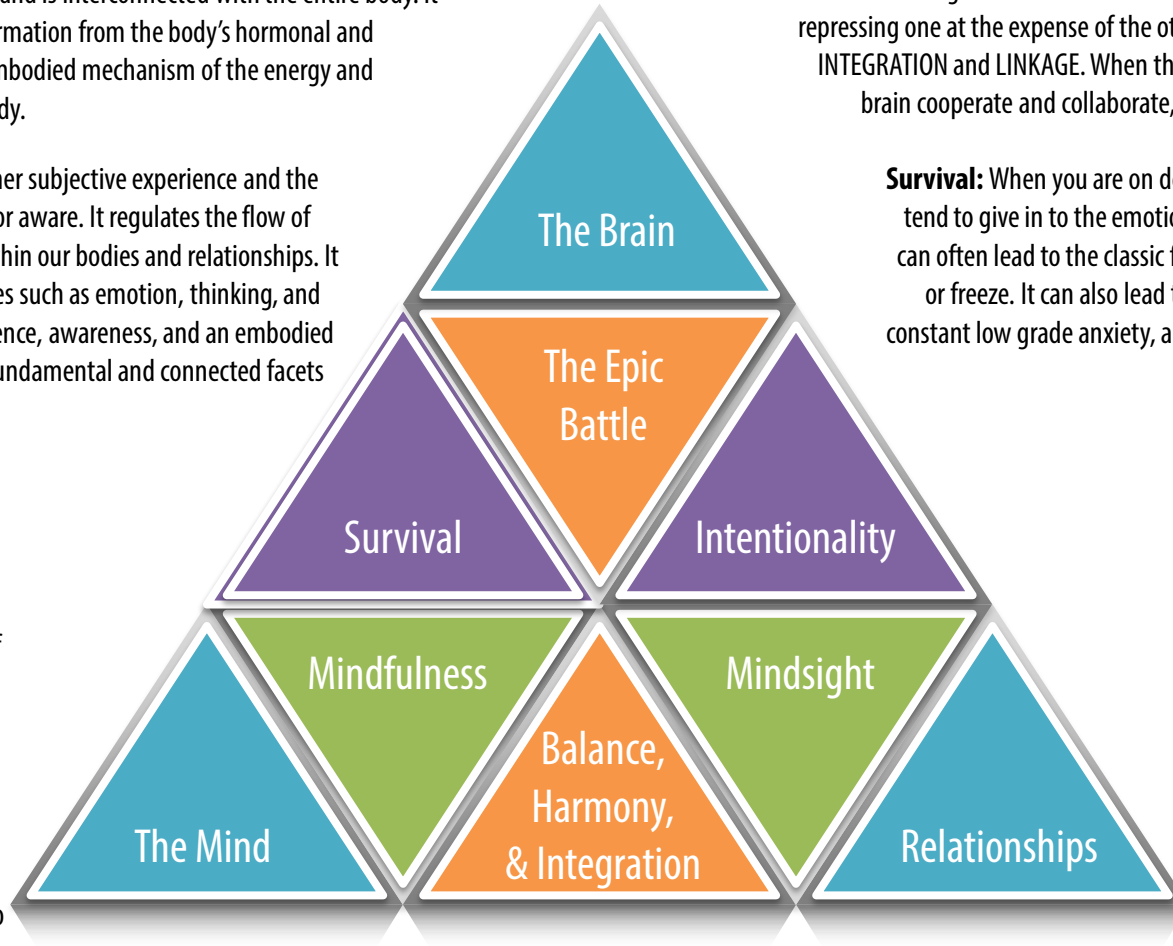 and is interconnected with the entire body. It
rmation from the body's hormonal and
mbodied mechanism of the energy and
dy.
ner subjective experience and the
or aware. It regulates the flow of
hin our bodies and relationships. It
es such as emotion, thinking, and
ence, awareness, and an embodied
undamental and connected facets
repressing one at the expense of the ot
INTEGRATION and LINKAGE. When th
brain cooperate and collaborate,
Survival: When you are on d
tend to give in to the emotio
can often lead to the classic f
or freeze. It can also lead t
constant low grade anxiety, a
The Brain
The Epic
Battle
Survival
Intentionality
Mindfulness
Mindsight
Balance,
Harmony,
& Integration
The Mind
Relationships